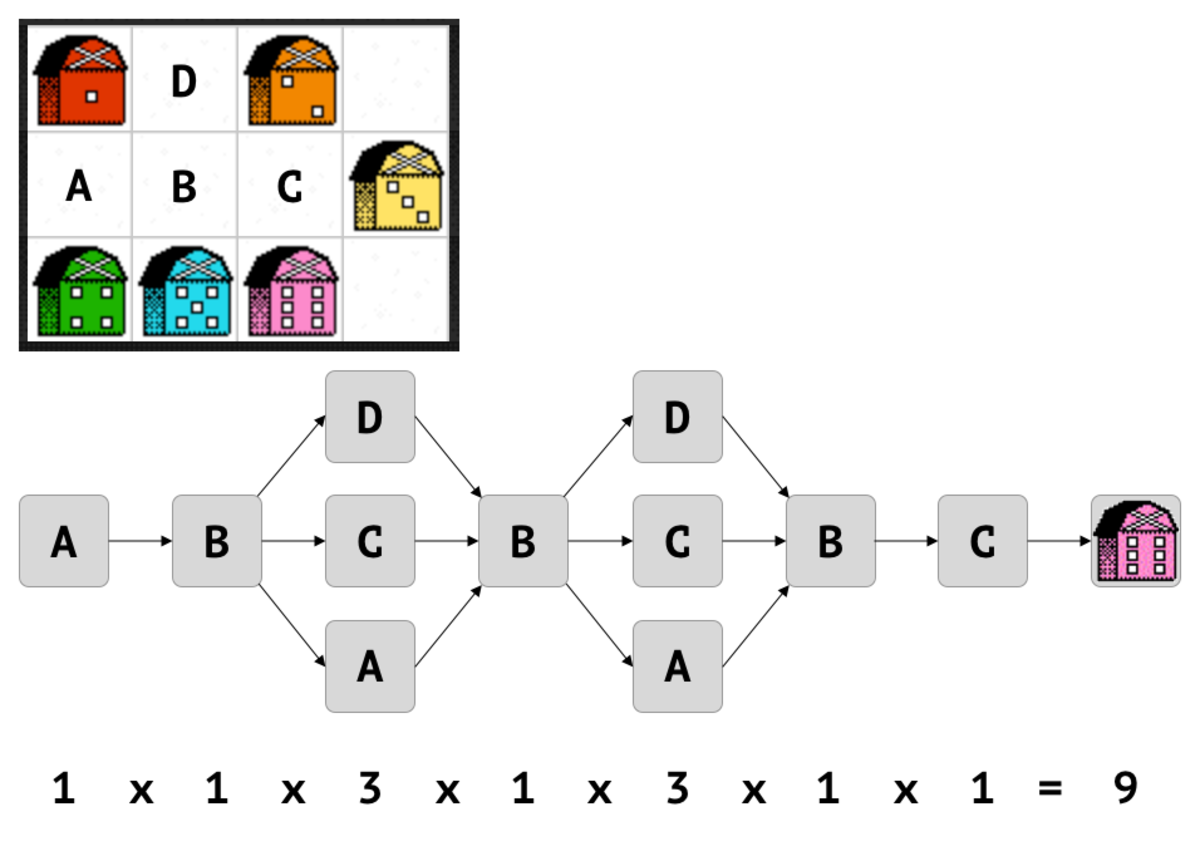 D
A B C
D D
A B C B C B C
A A
1 x 1 x 3 x 1 x 3 x 1 x 1 = 9